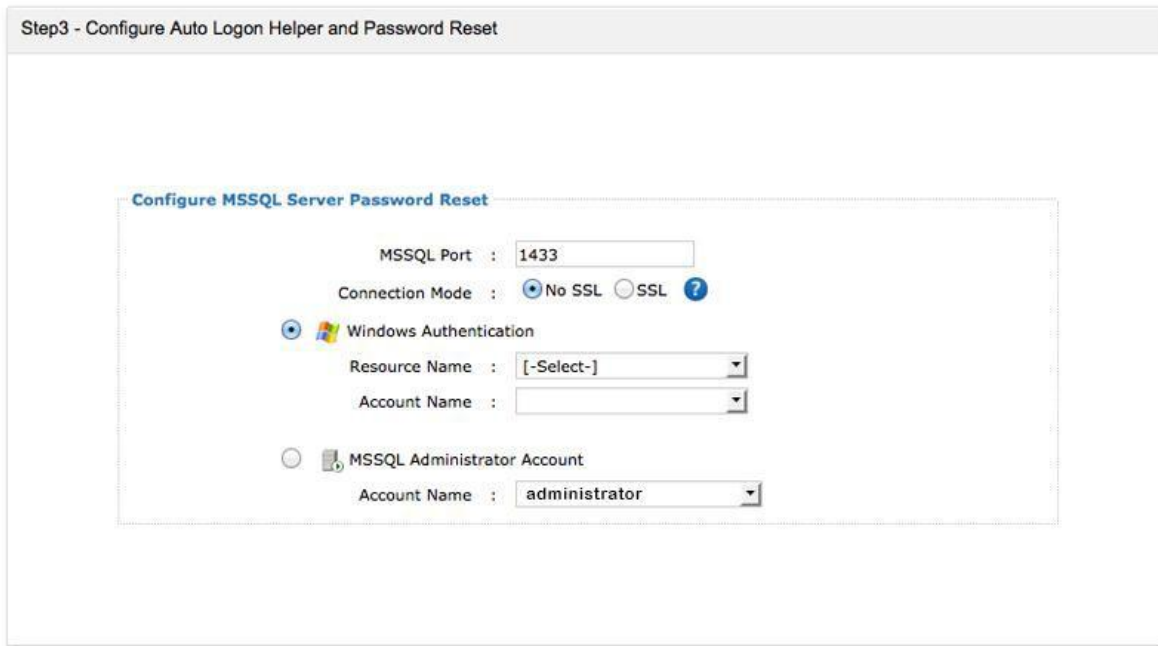 Step3 - Configure Auto Logon Helper and Password Reset
Configure MSSQL Server Password Reset
MSSQL Port : 1433
Connection Mode : No SSL SSL ?
Windows Authentication
Resource Name : [-Select-]
Account Name :
MSSQL Administrator Account
Account Name : administrator